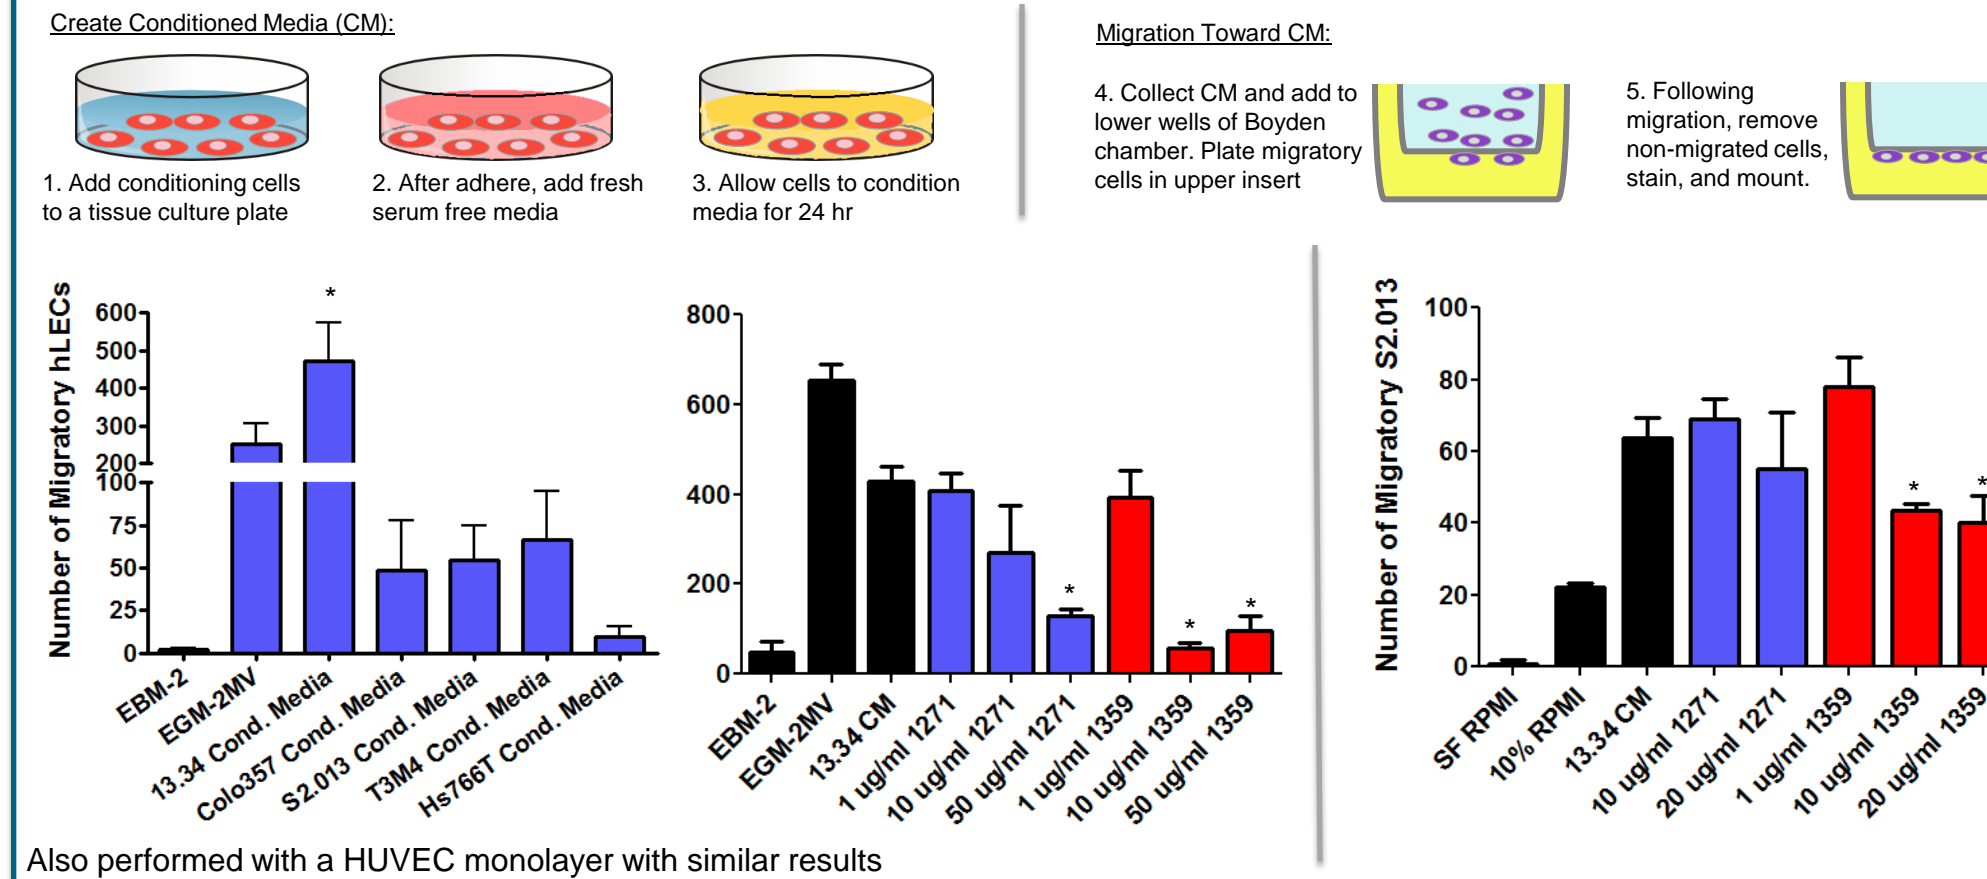 Create Conditioned Media (CM):
1. Add conditioning cells
to a tissue culture plate
2. After adhere, add fresh
serum free media
3. Allow cells to condition
media for 24 hr
Migration Toward CM:
4. Collect CM and add to
lower wells of Boyden
chamber. Plate migratory
cells in upper insert
5. Following
migration, remove
non-migrated cells,
stain, and mount.
Number of Migratory hLECs
600
500
400
300
200
100
75
50
25
0
*
EBM-2
EGM-2MV
13.34 Cond. Media
Colo357 Cond. Media
S2.013 Cond. Media
T3M4 Cond. Media
Hs766T Cond. Media
800
600
400
200
0
*
*
*
EBM-2
EGM-2MV
13.34 CM
1 ug/ml 1271
10 ug/ml 1271
50 ug/ml 1271
1 ug/ml 1359
10 ug/ml 1359
50 ug/ml 1359
Number of Migratory S2.013
100
80
60
40
20
0
*
*
SF RPMI
10% RPMI
13.34 CM
10 ug/ml 1271
20 ug/ml 1271
1 ug/ml 1359
10 ug/ml 1359
20 ug/ml 1359
Also performed with a HUVEC monolayer with similar results